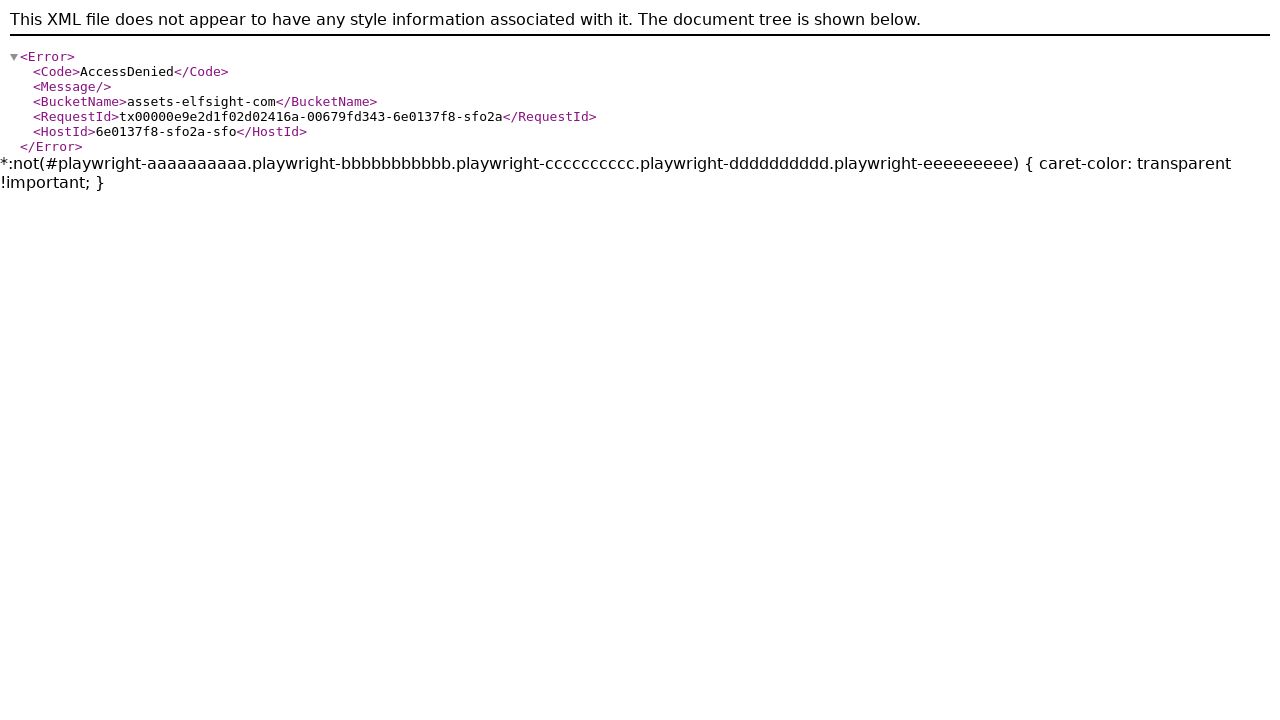 This XML file does not appear to have any style information associated with it. The document tree is shown below.
▼<Error>
<Code>AccessDenied</Code>
<Message/>
<BucketName>assets-elfsight-com</BucketName>
<RequestId>tx00000e9e2d1f02d02416a-00679fd343-6e0137f8-sfo2a</RequestId>
<HostId>6e0137f8-sfo2a-sfo</HostId>
</Error>
*:not(#playwright-aaaaaaaaaa.playwright-bbbbbbbbbbb.playwright-cccccccccc.playwright-dddddddddd.playwright-eeeeeeeee) { caret-color: transparent
!important; }